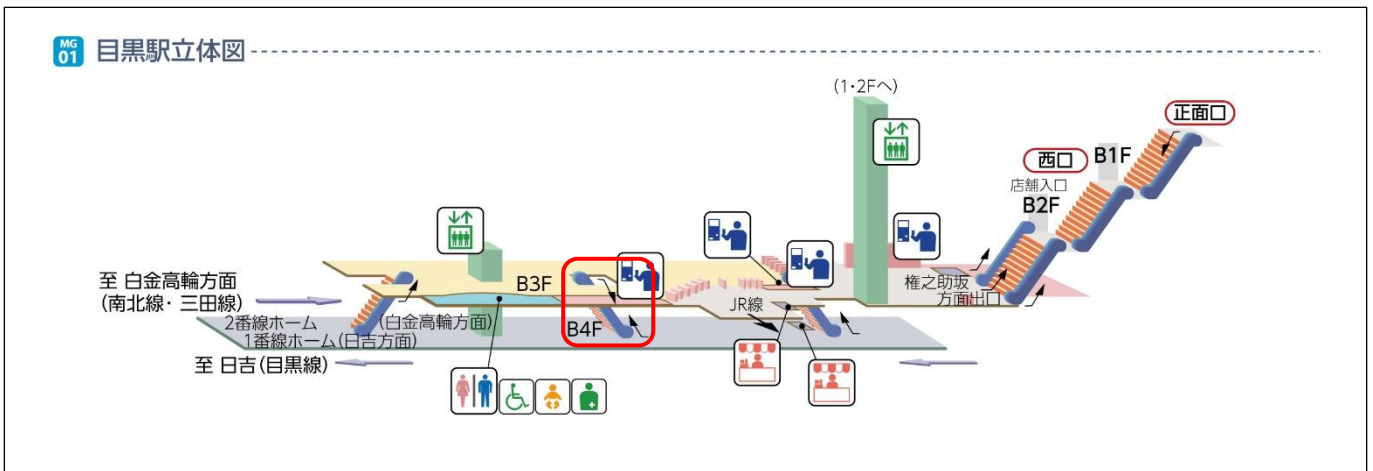 MG
01
目黒駅立体図
(1・2Fへ)
正面口
西口
B1F
店舗入口
B2F
至 白金高輪方面
(南北線・三田線)
B3F
権之助坂
方面出口
JR線
2番線ホーム
(白金高輪方面)
B4F
1番線ホーム(日吉方面)
至 日吉(目黒線)